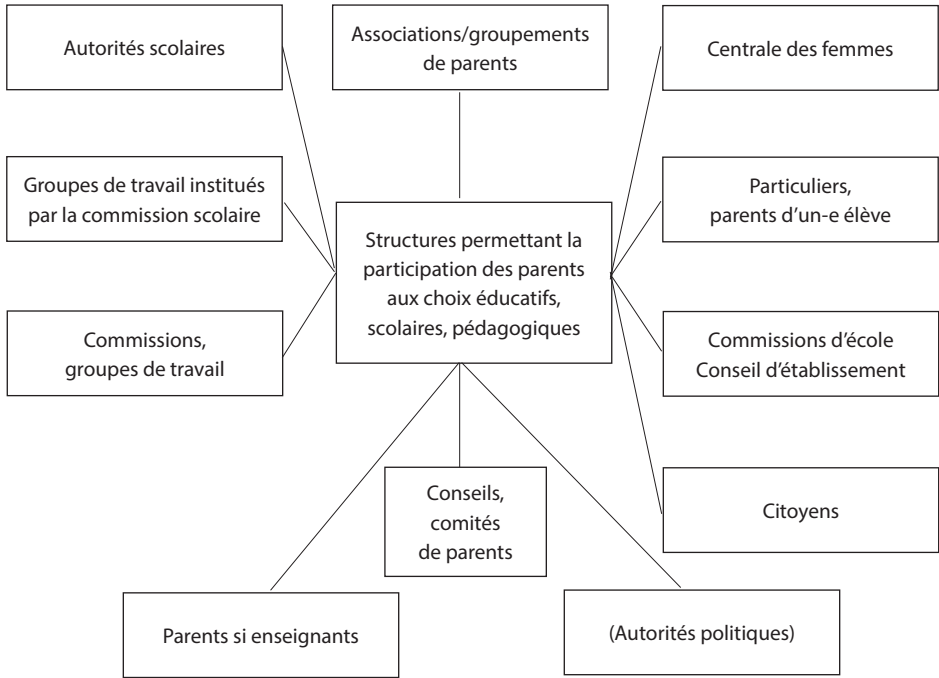 Autorités scolaires
Associations/groupements
de parents
Centrale des femmes
Groupes de travail institués
par la commission scolaire
Particuliers,
parents d'un-e élève
Structures permettant la
participation des parents
aux choix éducatifs,
scolaires, pédagogiques
Commissions,
groupes de travail
Commissions d'école
Conseil d'établissement
Conseils,
comités
de parents
Citoyens
Parents si enseignants
(Autorités politiques)